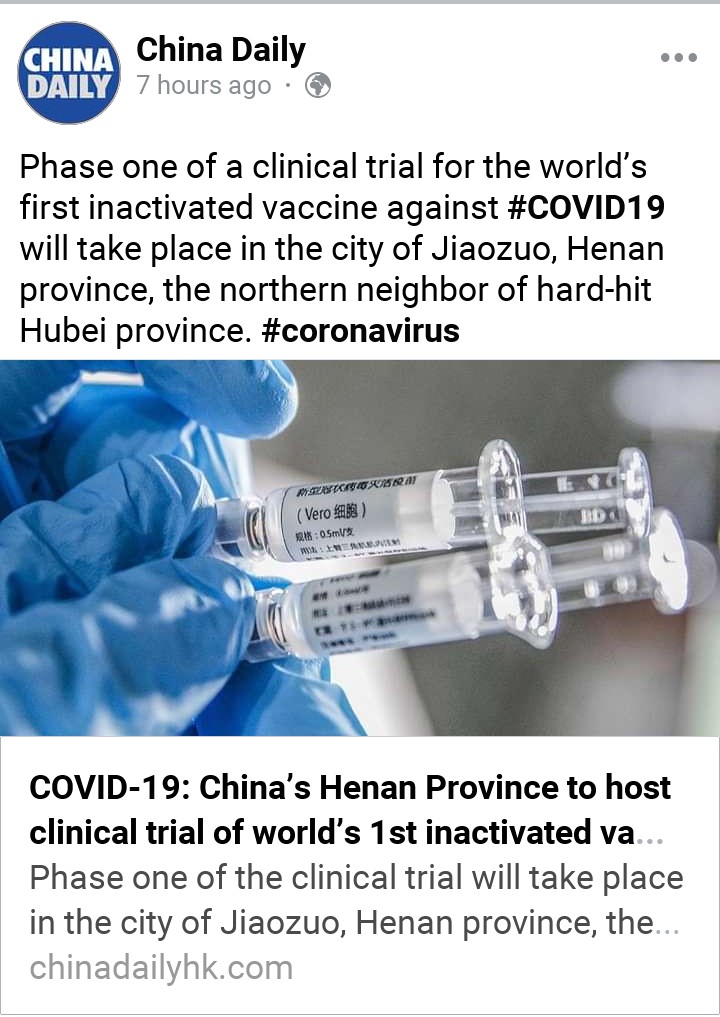 CHINA
DAILY
China Daily
7 hours ago ·
Phase one of a clinical trial for the world's
first inactivated vaccine against #COVID19
will take place in the city of Jiaozuo, Henan
province, the northern neighbor of hard-hit
Hubei province. #coronavirus
新型冠状病毒灭活疫苗
( Vero 细胞 )
规格：0.5ml/支
用法：上臂三角肌肌内注射
COVID-19: China's Henan Province to host
clinical trial of world's 1st inactivated va...
Phase one of the clinical trial will take place
in the city of Jiaozuo, Henan province, the...
chinadailyhk.com